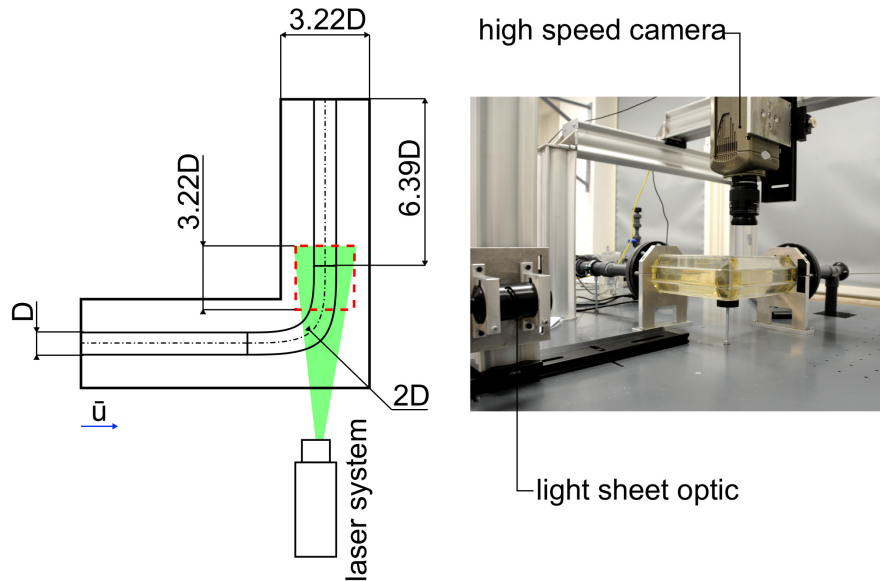 3.22D
high speed camera
3.22D
6.39D
D
2D
ū
laser system
light sheet optic